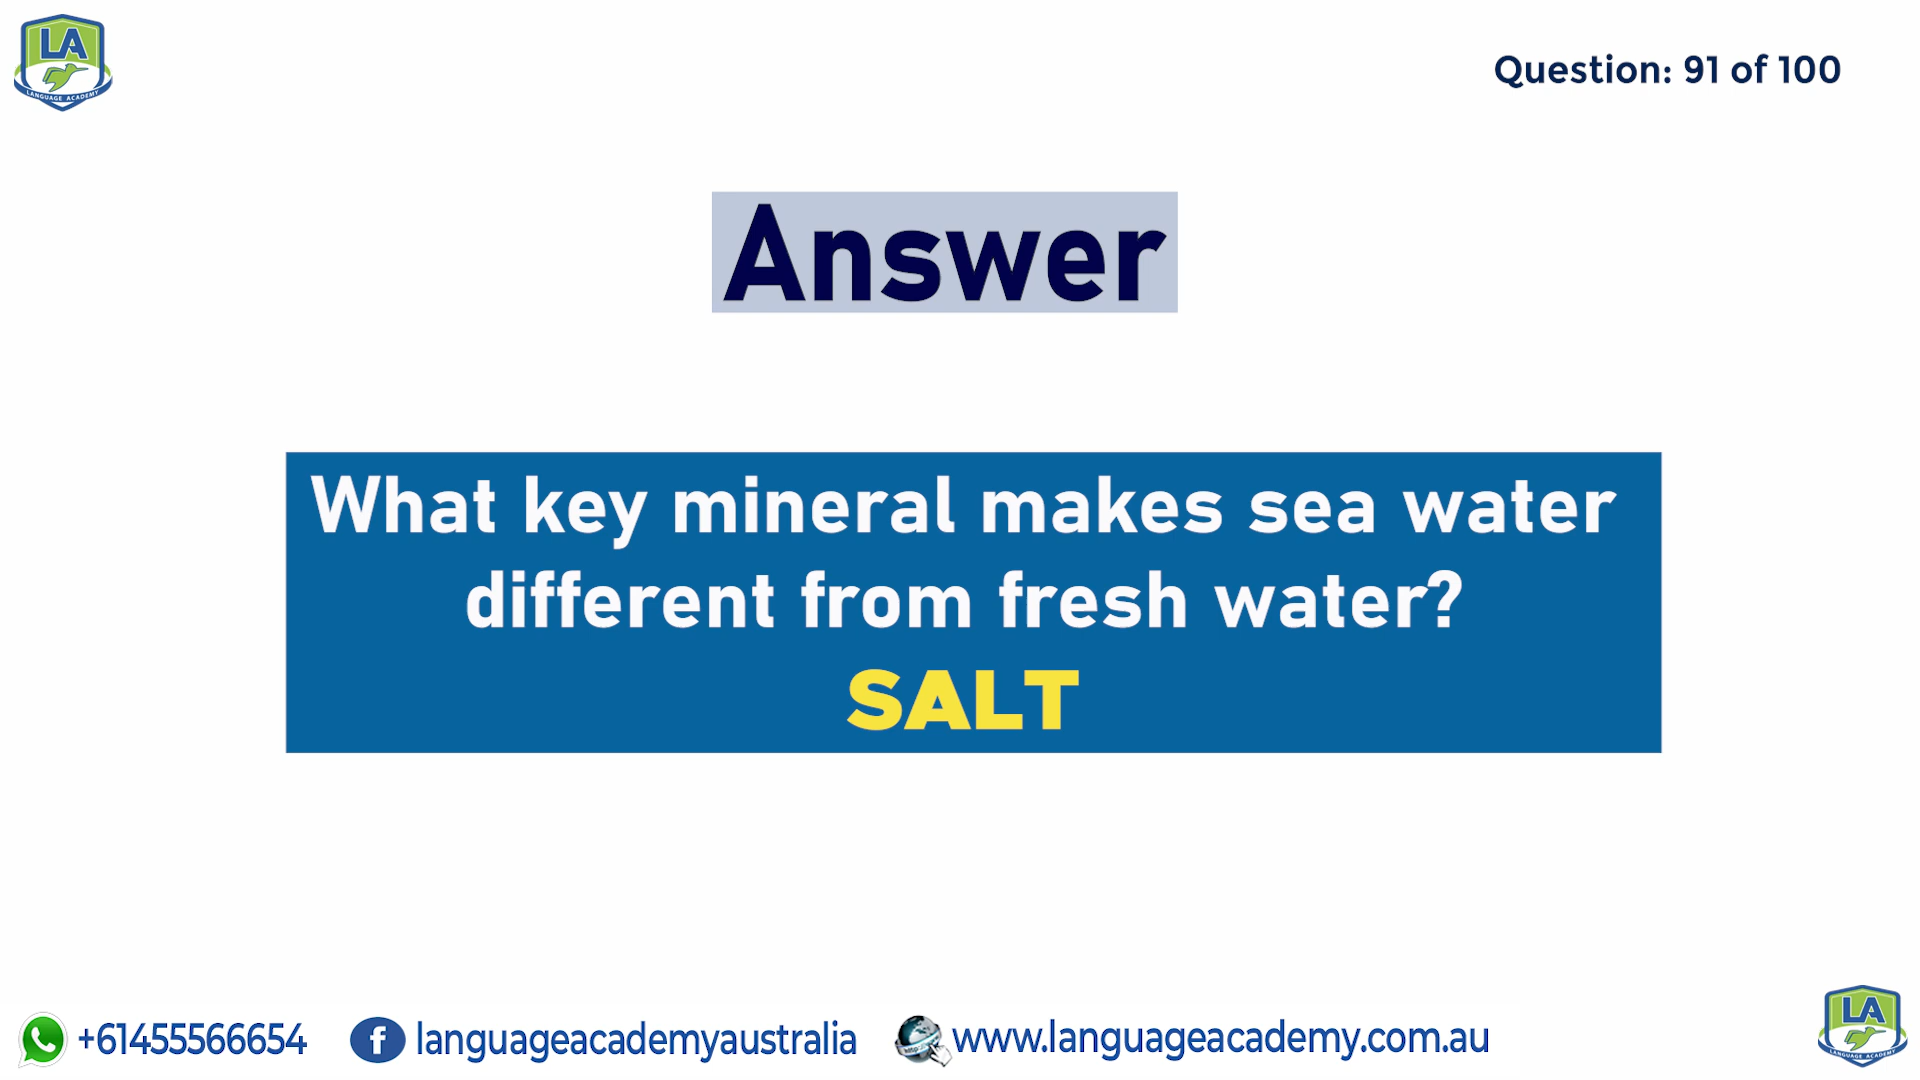 LA
LANGUAGE ACADEMY
Question: 91 of 100
Answer
What key mineral makes sea water
different from fresh water?
SALT
+61455566654
f languageacademyaustralia
http
www.languageacademy.com.au
LA
LANGUAGE ACADEMY